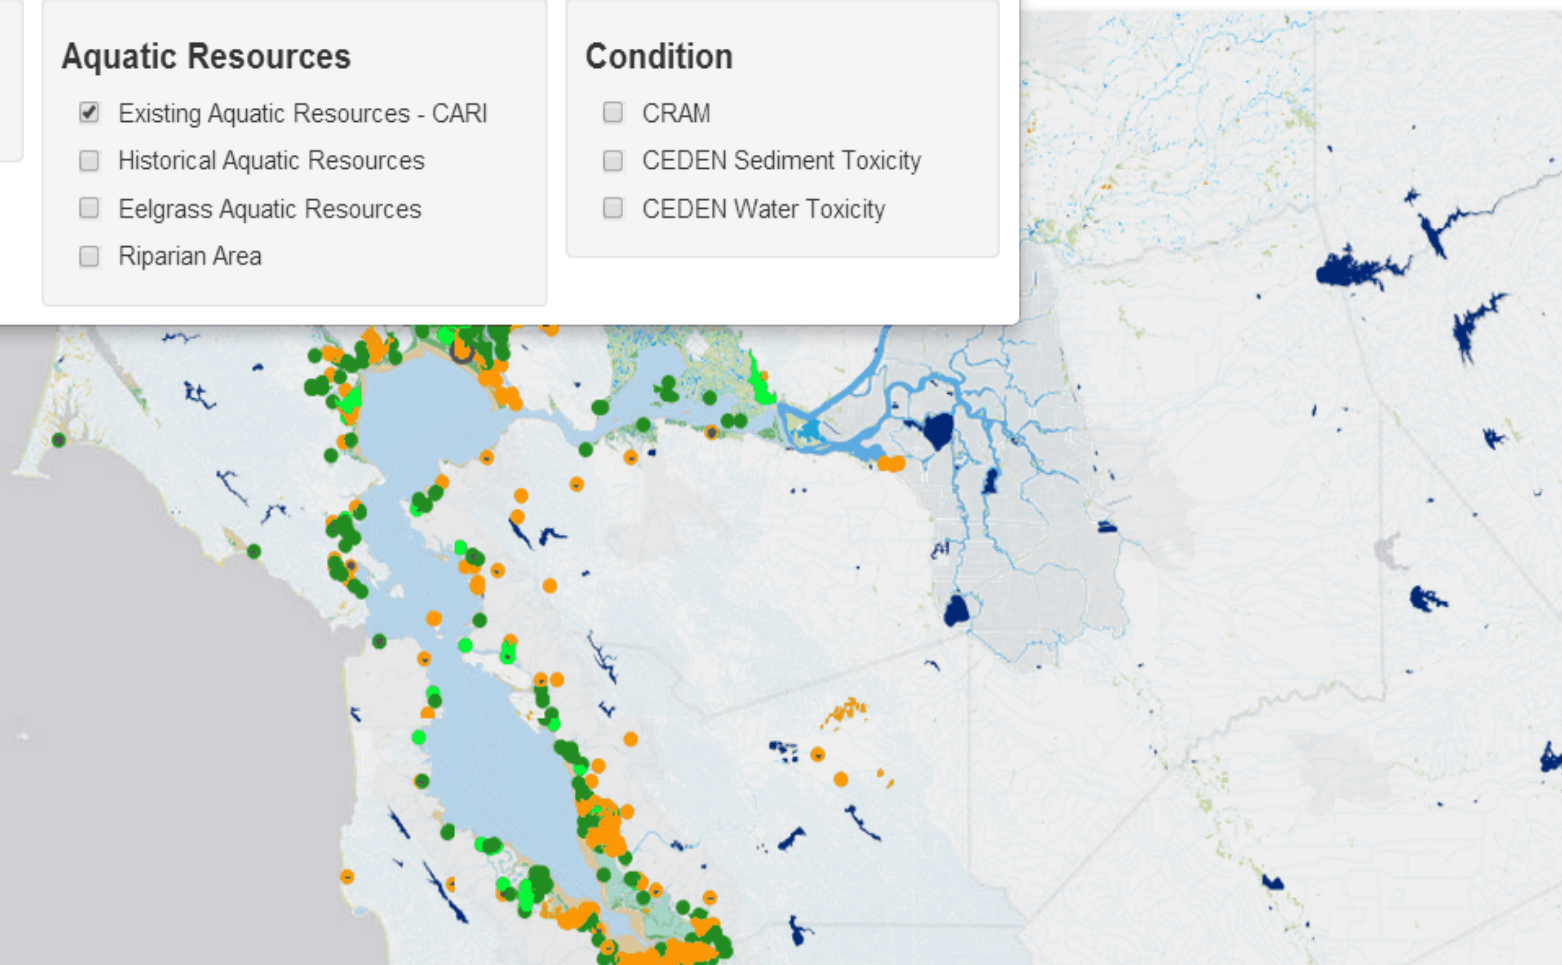 Aquatic Resources
Existing Aquatic Resources - CARI
Historical Aquatic Resources
Eelgrass Aquatic Resources
Riparian Area
Condition
CRAM
CEDEN Sediment Toxicity
CEDEN Water Toxicity